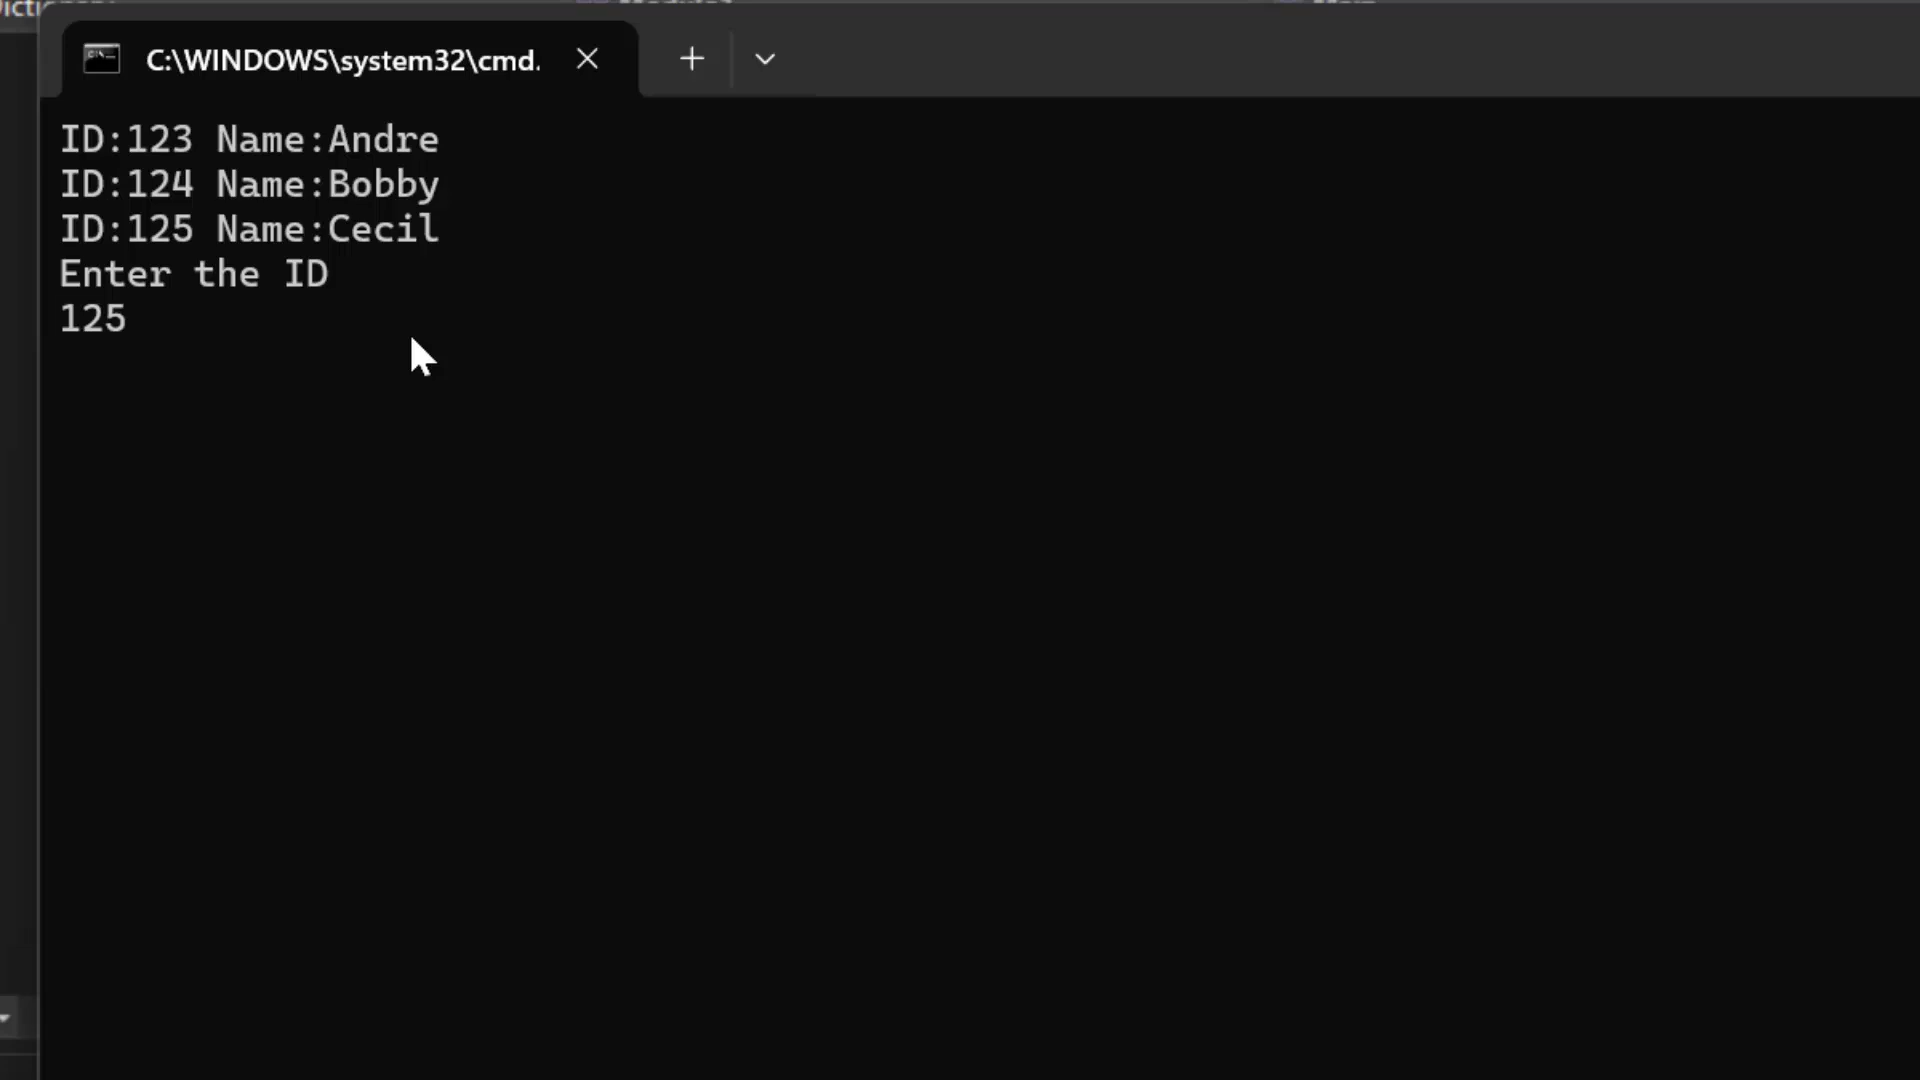 C:\WINDOWS\system32\cmd.
ID:123 Name:Andre
ID:124 Name:Bobby
ID:125 Name:Cecil
Enter the ID
125